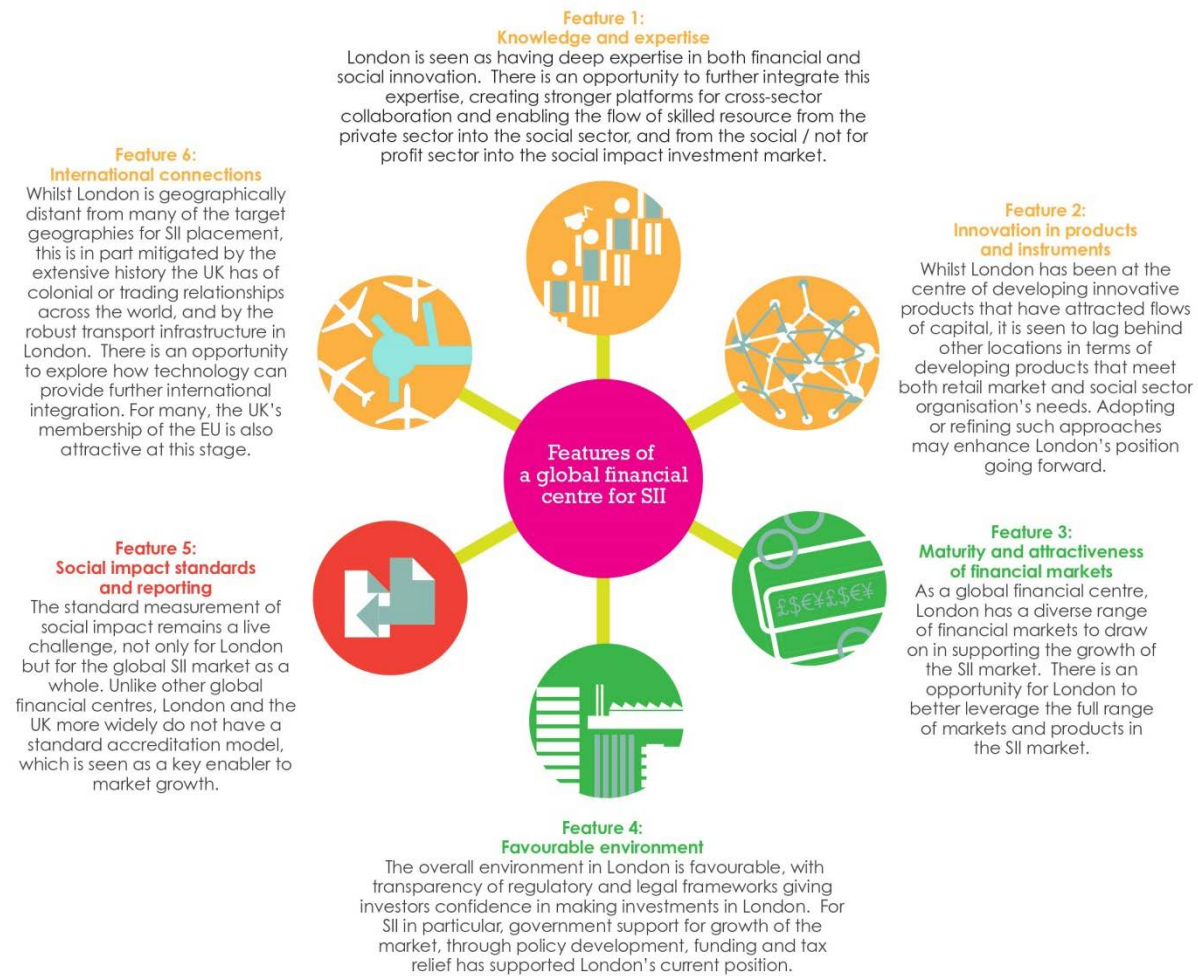 Feature 1:
Knowledge and expertise
London is seen as having deep expertise in both financial and
social innovation. There is an opportunity to further integrate this
expertise, creating stronger platforms for cross-sector
collaboration and enabling the flow of skilled resource from the
private sector into the social sector, and from the social / not for
profit sector into the social impact investment market.
Feature 2:
Innovation in products
and instruments
Whilst London has been at the
centre of developing innovative
products that have attracted flows
of capital, it is seen to lag behind
other locations in terms of
developing products that meet
both retail market and social sector
organisation's needs. Adopting
or refining such approaches
may enhance London's position
going forward.
Feature 3:
Maturity and attractiveness
of financial markets
As a global financial centre,
London has a diverse range
of financial markets to draw
on in supporting the growth of
the SII market. There is an
opportunity for London to
better leverage the full range
of markets and products in
the SII market.
Feature 4:
Favourable environment
The overall environment in London is favourable, with
transparency of regulatory and legal frameworks giving
investors confidence in making investments in London. For
SII in particular, government support for growth of the
market, through policy development, funding and tax
relief has supported London's current position.
Feature 5:
Social impact standards
and reporting
The standard measurement of
social impact remains a live
challenge, not only for London
but for the global SII market as a
whole. Unlike other global
financial centres, London and the
UK more widely do not have a
standard accreditation model,
which is seen as a key enabler to
market growth.
Feature 6:
International connections
Whilst London is geographically
distant from many of the target
geographies for SII placement,
this is in part mitigated by the
extensive history the UK has of
colonial or trading relationships
across the world, and by the
robust transport infrastructure in
London. There is an opportunity
to explore how technology can
provide further international
integration. For many, the UK's
membership of the EU is also
attractive at this stage.
Features of
a global financial
centre for SII
£$€¥£$€¥